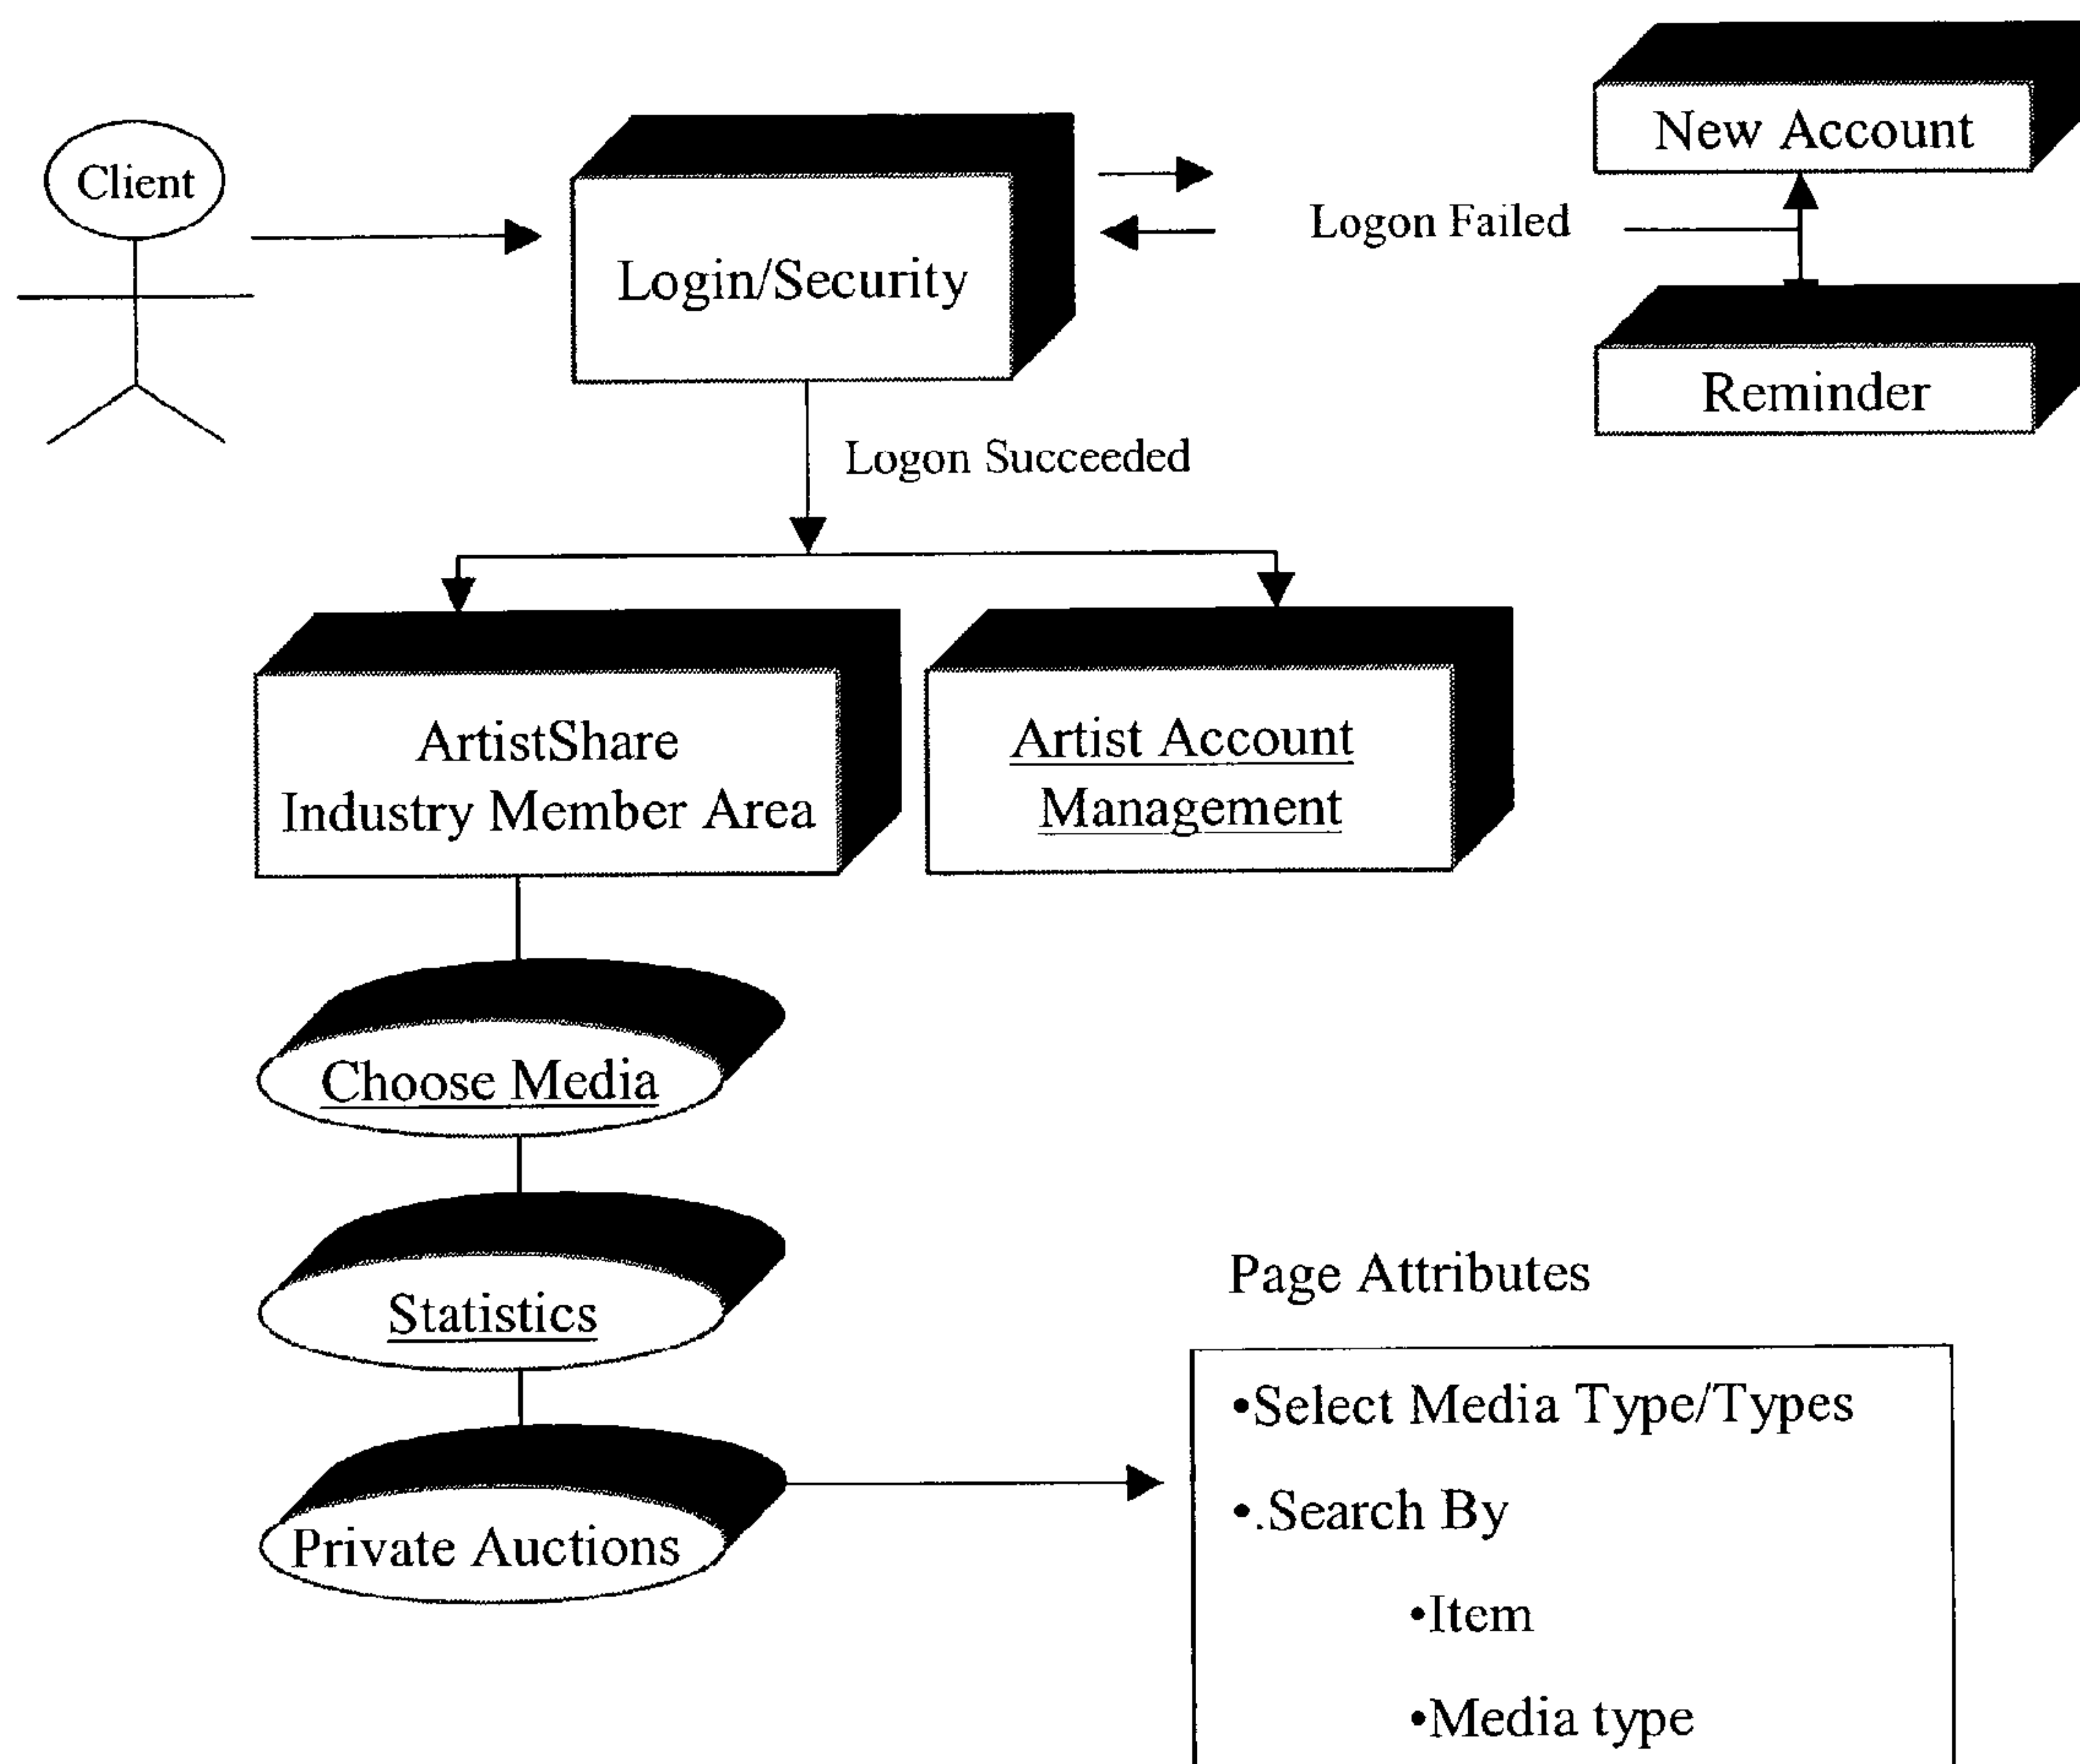 New Account
Client
Logon Failed
Login/Security
Reminder
Logon Succeeded
ArtistShare
Industry Member Area
Artist Account
Management
Choose Media
Statistics
Private Auctions
Page Attributes
•Select Media Type/Types
•.Search By
•Item
•Media type